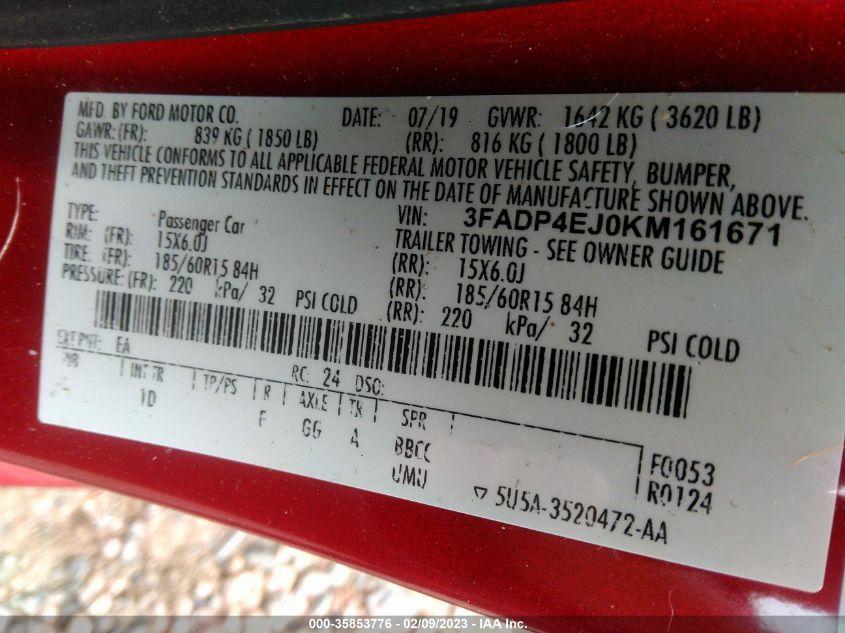 MFD. BY FORD MOTOR CO. DATE: 07/19 GVWR: 1642 KG ( 3620 LB)
GAWR: (FR): 839 KG ( 1850 LB) (RR): 816 KG ( 1800 LB)
THIS VEHICLE CONFORMS TO ALL APPLICABLE FEDERAL MOTOR VEHICLE SAFETY, BUMPER,
AND THEFT PREVENTION STANDARDS IN EFFECT ON THE DATE OF MANUFACTURE SHOWN ABOVE.
TYPE: Passenger Car VIN: 3FADP4EJ0KM161671
RIM: (FR): 15X6.0J TRAILER TOWING - SEE OWNER GUIDE
TIRE: (FR): 185/60R15 84H (RR): 15X6.0J
PRESSURE: (FR): 220 kPa/ 32 PSI COLD (RR): 185/60R15 84H
(RR): 220 kPa/ 32 PSI COLD
EXT PNT: EA RC: 24 DSO:
WB INT TR TP/PS R AXLE TR SPR
ID F GG A BBCC F0053
UMU R0124
5U5A-3520472-AA
000-35853776 - 02/09/2023 - IAA Inc.